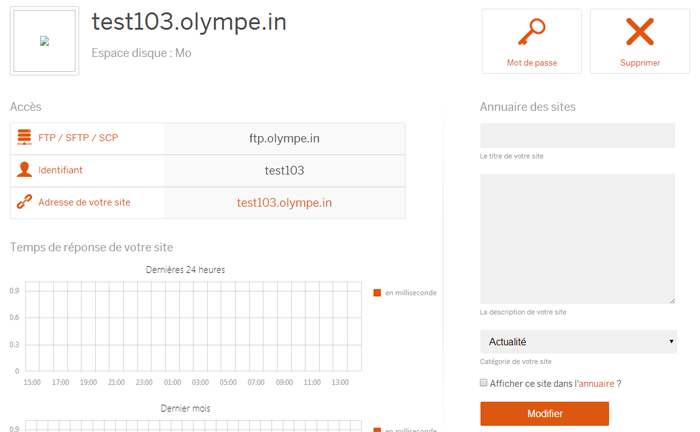 test103.olympe.in
Espace disque : Mo
Mot de passe
Supprimer
Accès
FTP / SFTP / SCP
ftp.olympe.in
Identifiant
test103
Adresse de votre site
test103.olympe.in
Temps de réponse de votre site
Dernières 24 heures
0.9
0.6
0.3
0
15:00 17:00 19:00 21:00 23:00 01:00 03:00 05:00 07:00 09:00 11:00 13:00
en milliseconde
Dernier mois
0.9
en milliseconde
Annuaire des sites
Le titre de votre site
La description de votre site
Actualité
Catégorie de votre site
Afficher ce site dans l'annuaire ?
Modifier